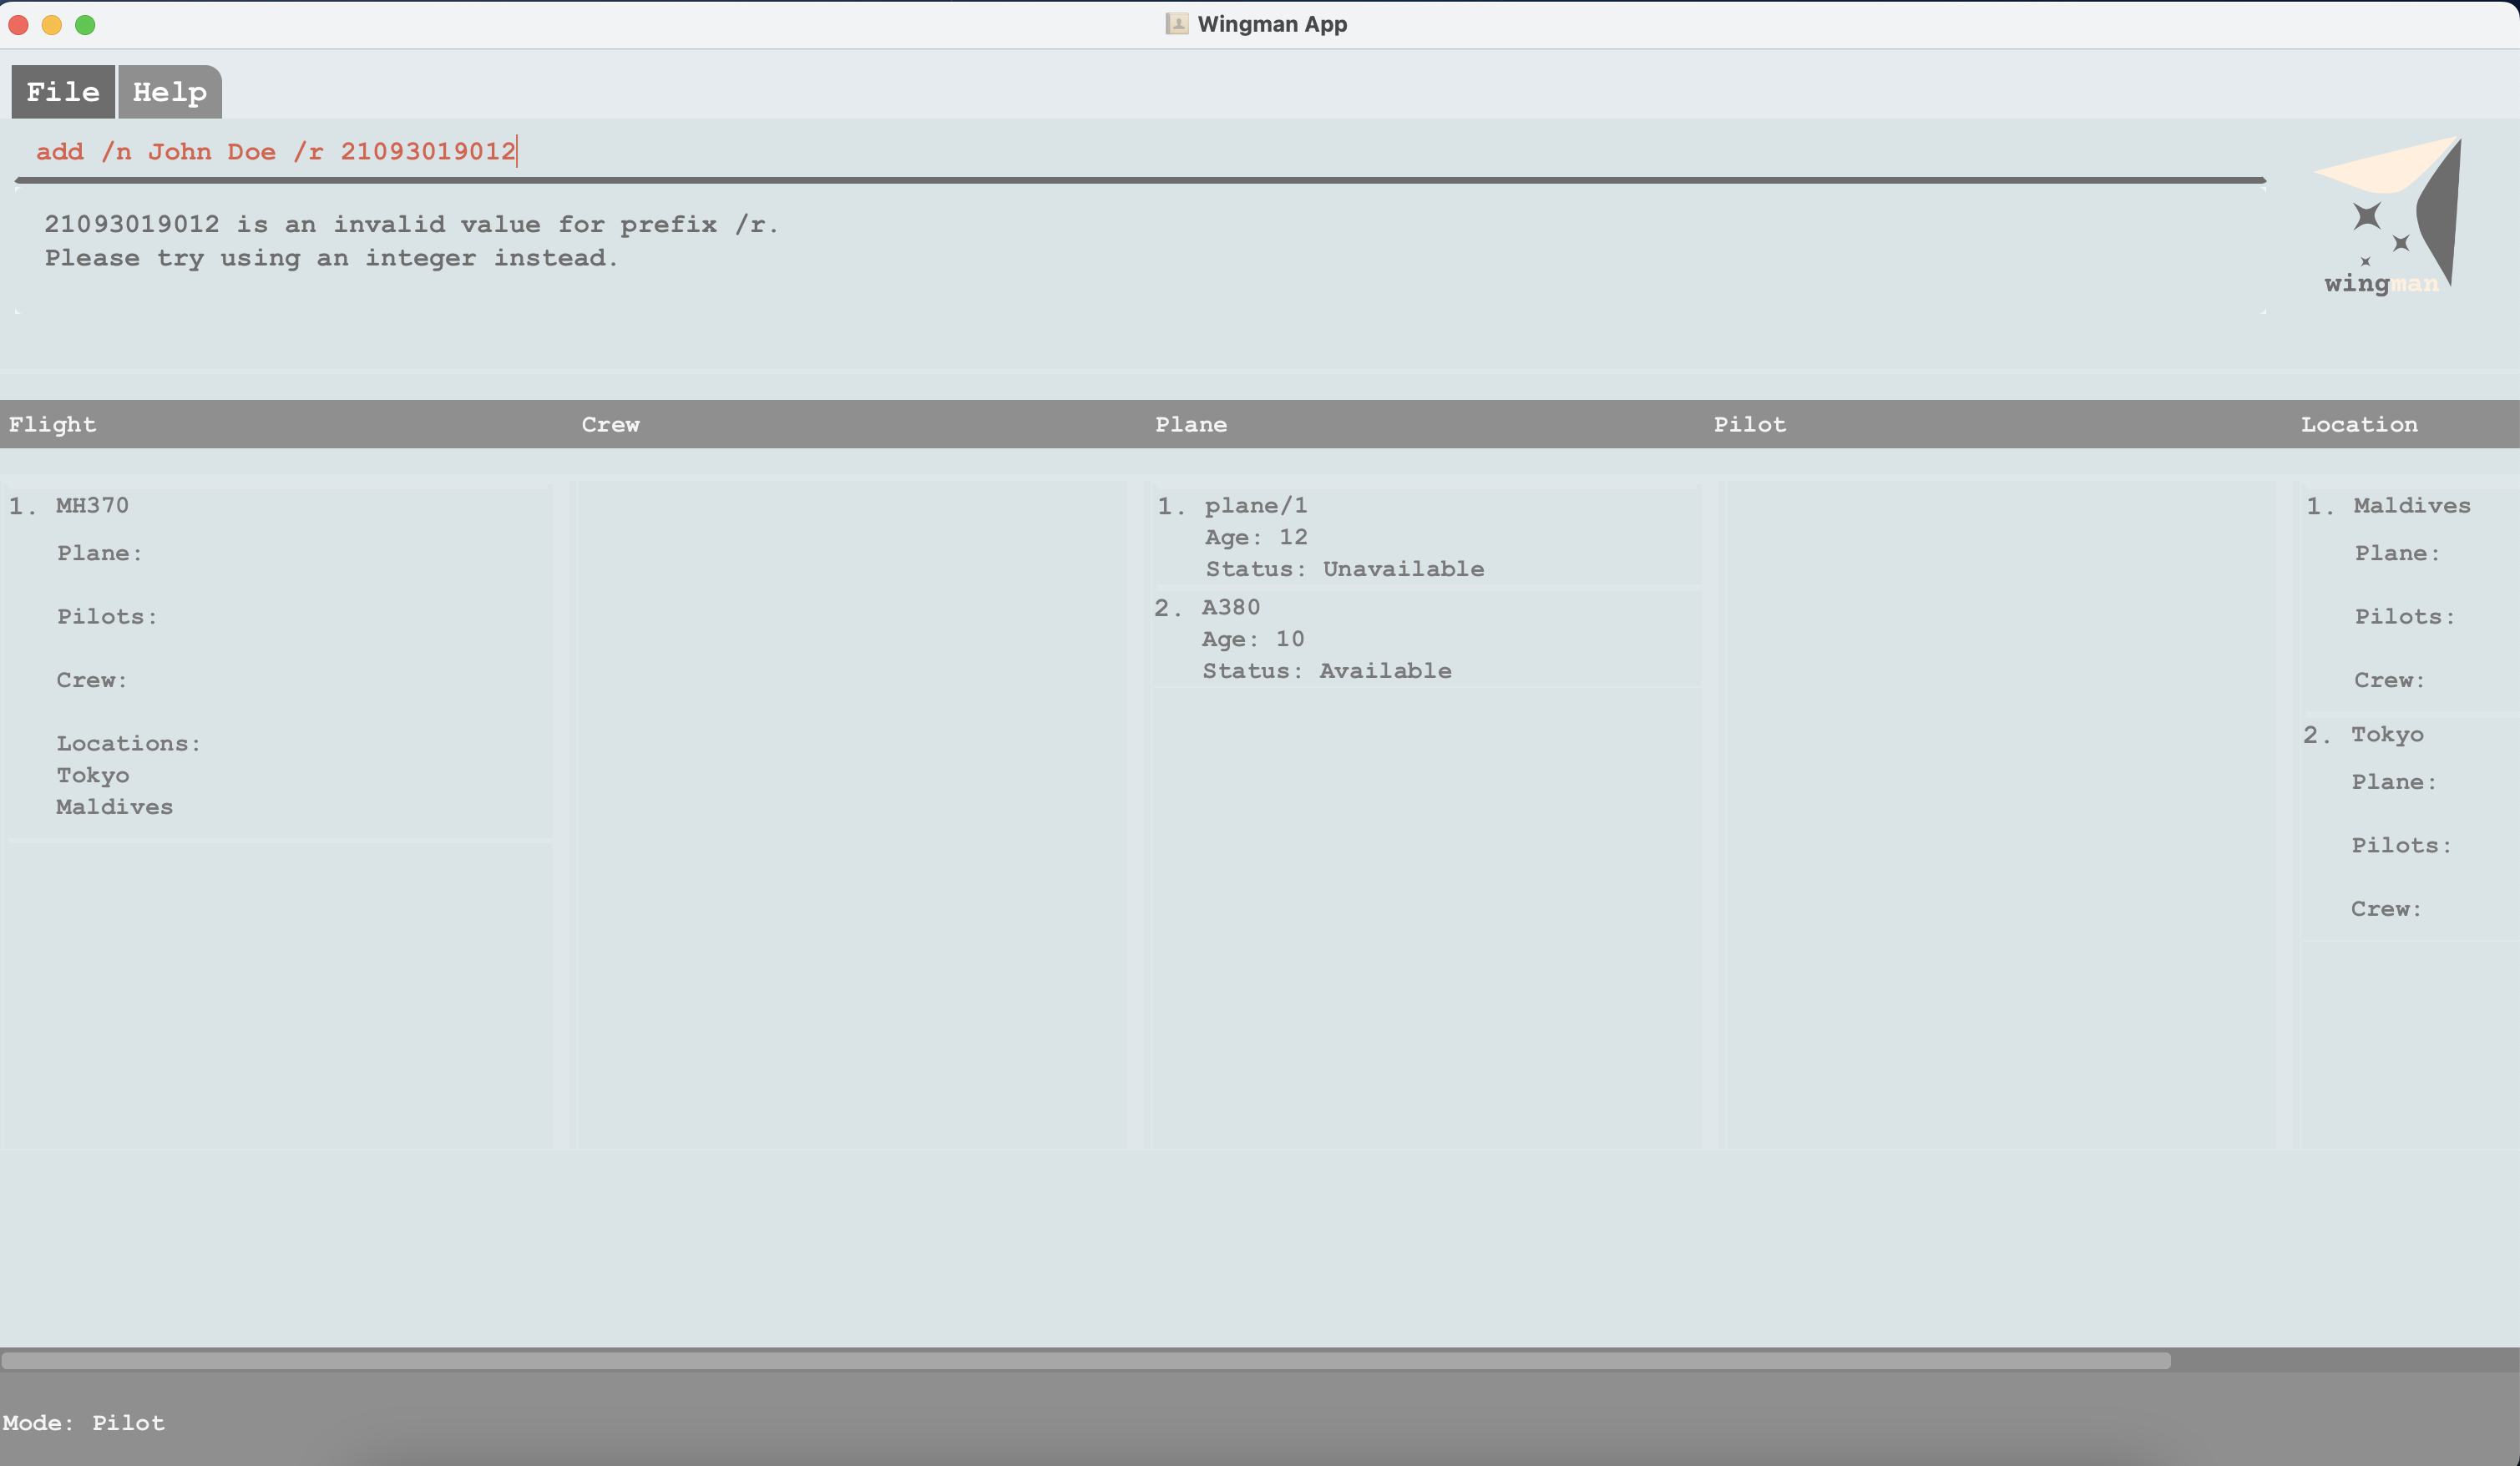 Wingman App
File Help
add /n John Doe /r 21093019012
21093019012 is an invalid value for prefix /r.
Please try using an integer instead.
wingman
Flight Crew Plane Pilot Location
1. MH370
Plane:
Pilots:
Crew:
Locations:
Tokyo
Maldives
1. plane/1
Age: 12
Status: Unavailable
2. A380
Age: 10
Status: Available
1. Maldives
Plane:
Pilots:
Crew:
2. Tokyo
Plane:
Pilots:
Crew:
Mode: Pilot